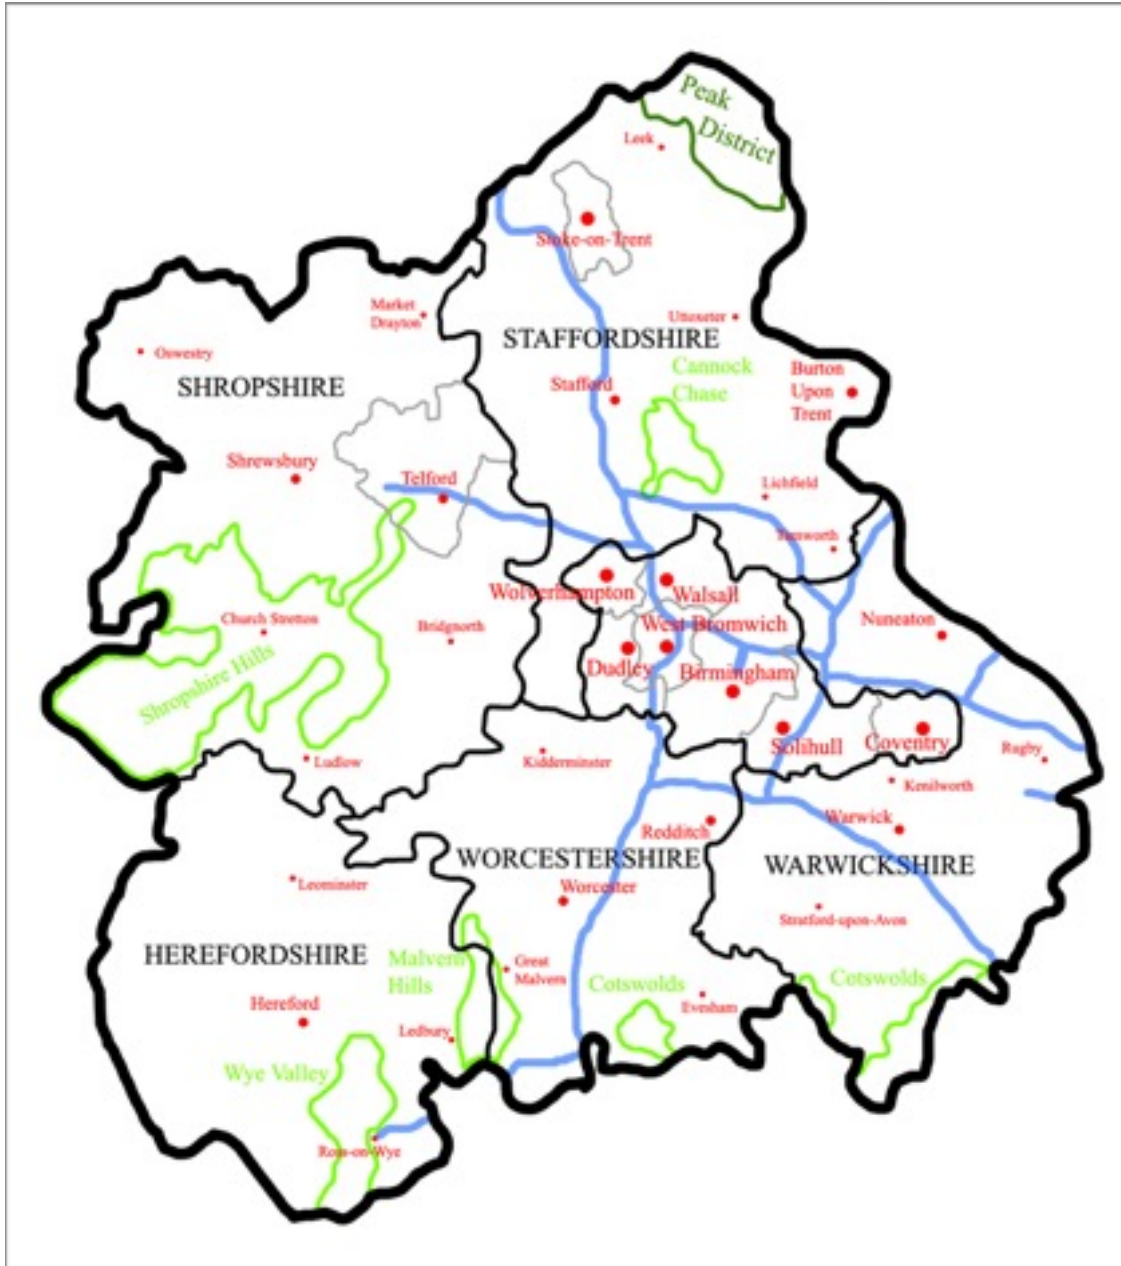 Peak
District
Leek
Stoke-on-Trent
Market
Drayton
Uttoxeter
STAFFORDSHIRE
Oswestry
Cannock
Chase
Burton
Upon
Trent
SHROPSHIRE
Stafford
Shrewsbury
Telford
Lichfield
Tamworth
Wolverhampton
Walsall
Church Stretton
Bridgnorth
West Bromwich
Nuneaton
Shropshire Hills
Dudley
Birmingham
Solihull
Coventry
Rugby
Ludlow
Kidderminster
Kenilworth
Redditch
Warwick
WORCESTERSHIRE
WARWICKSHIRE
Leominster
Worcester
Stratford-upon-Avon
HEREFORDSHIRE
Malvern
Hills
Great
Malvern
Cotswolds
Cotswolds
Hereford
Evesham
Ledbury
Wye Valley
Ross-on-Wye